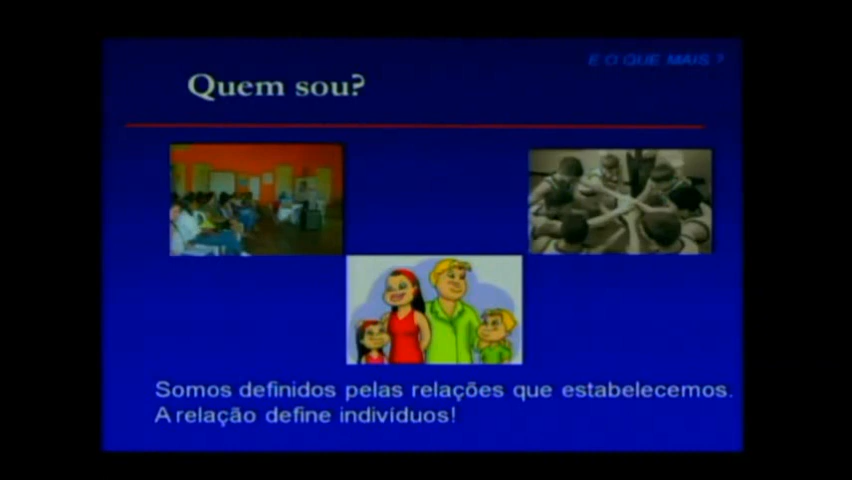 E O QUE MAIS ?
Quem sou?
Somos definidos pelas relações que estabelecemos.
A relação define indivíduos!